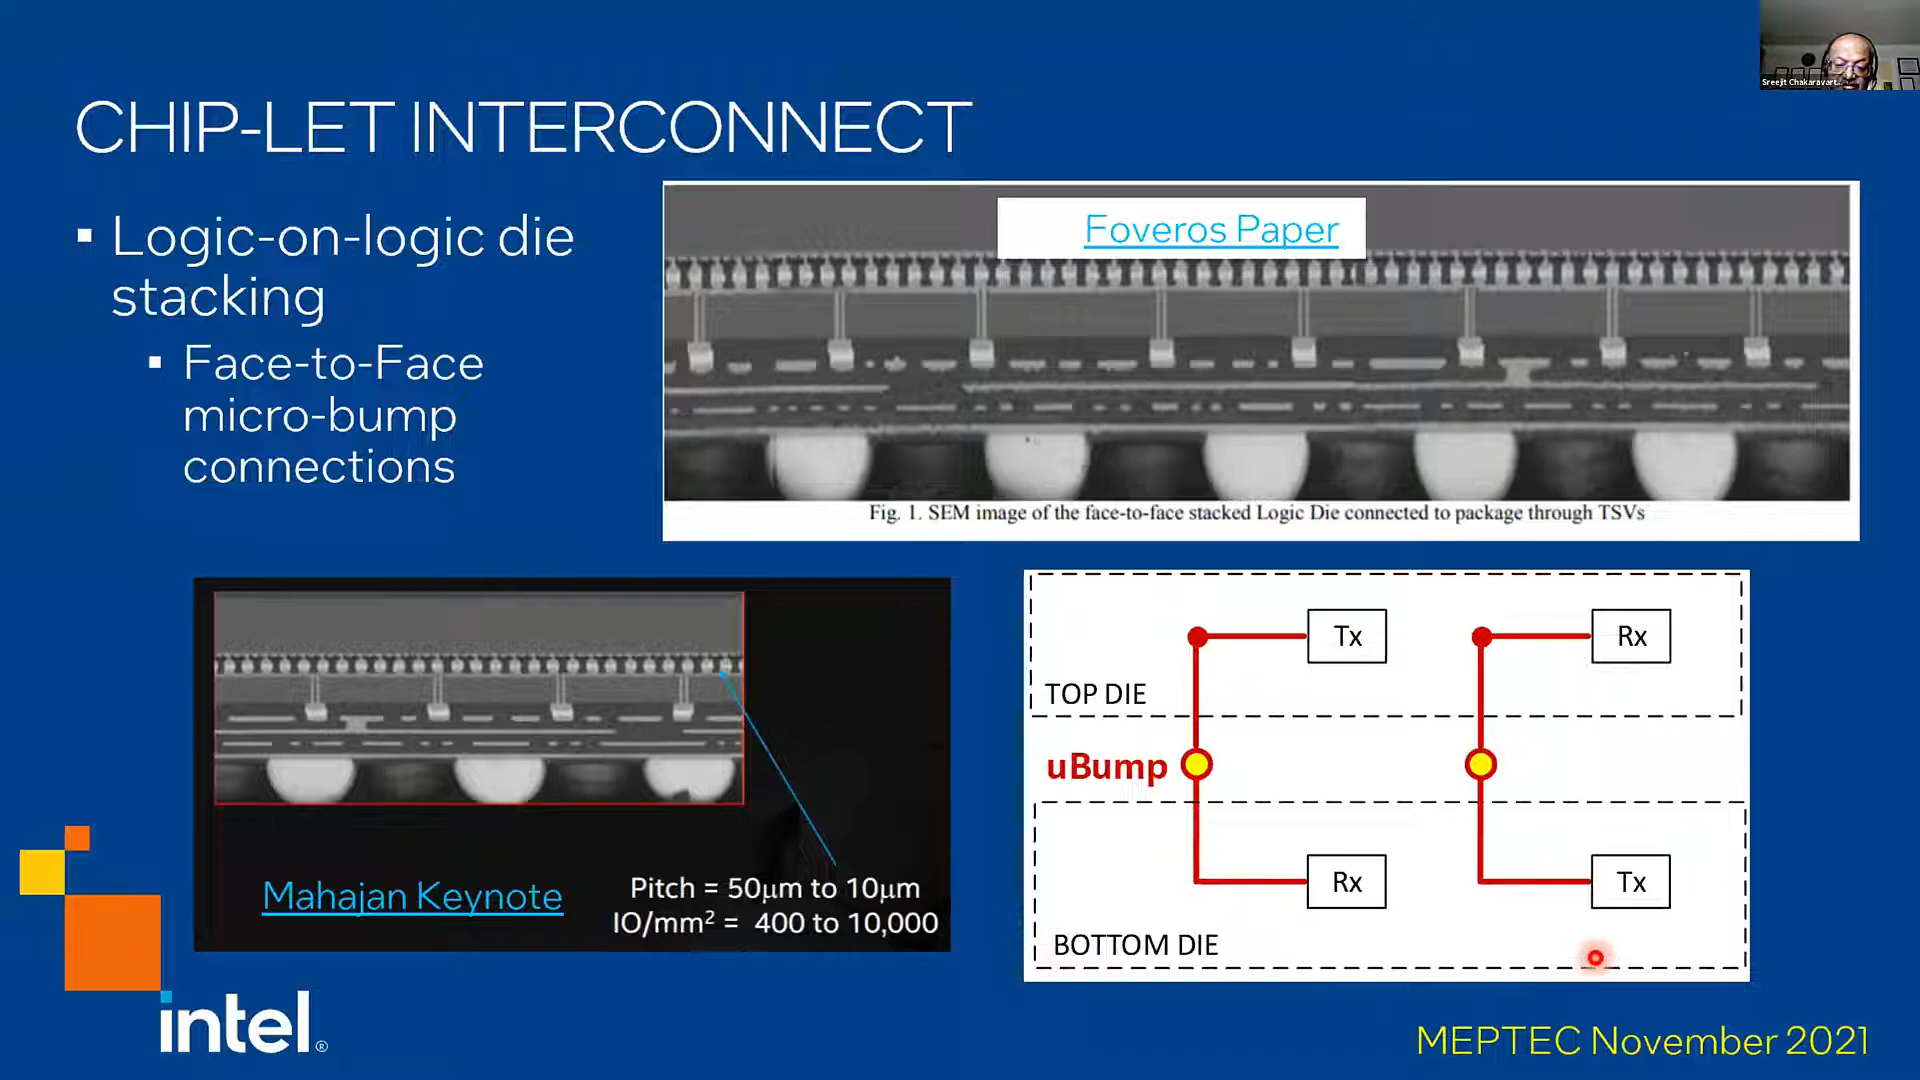 Sreejit Chakaravart...
CHIP-LET INTERCONNECT
▪ Logic-on-logic die
stacking
▪ Face-to-Face
micro-bump
connections
Foveros Paper
Fig. 1. SEM image of the face-to-face stacked Logic Die connected to package through TSVs
Mahajan Keynote
Pitch = 50μm to 10μm
IO/mm² = 400 to 10,000
Tx
Rx
TOP DIE
uBump
Rx
Tx
BOTTOM DIE
intel®
MEPTEC November 2021